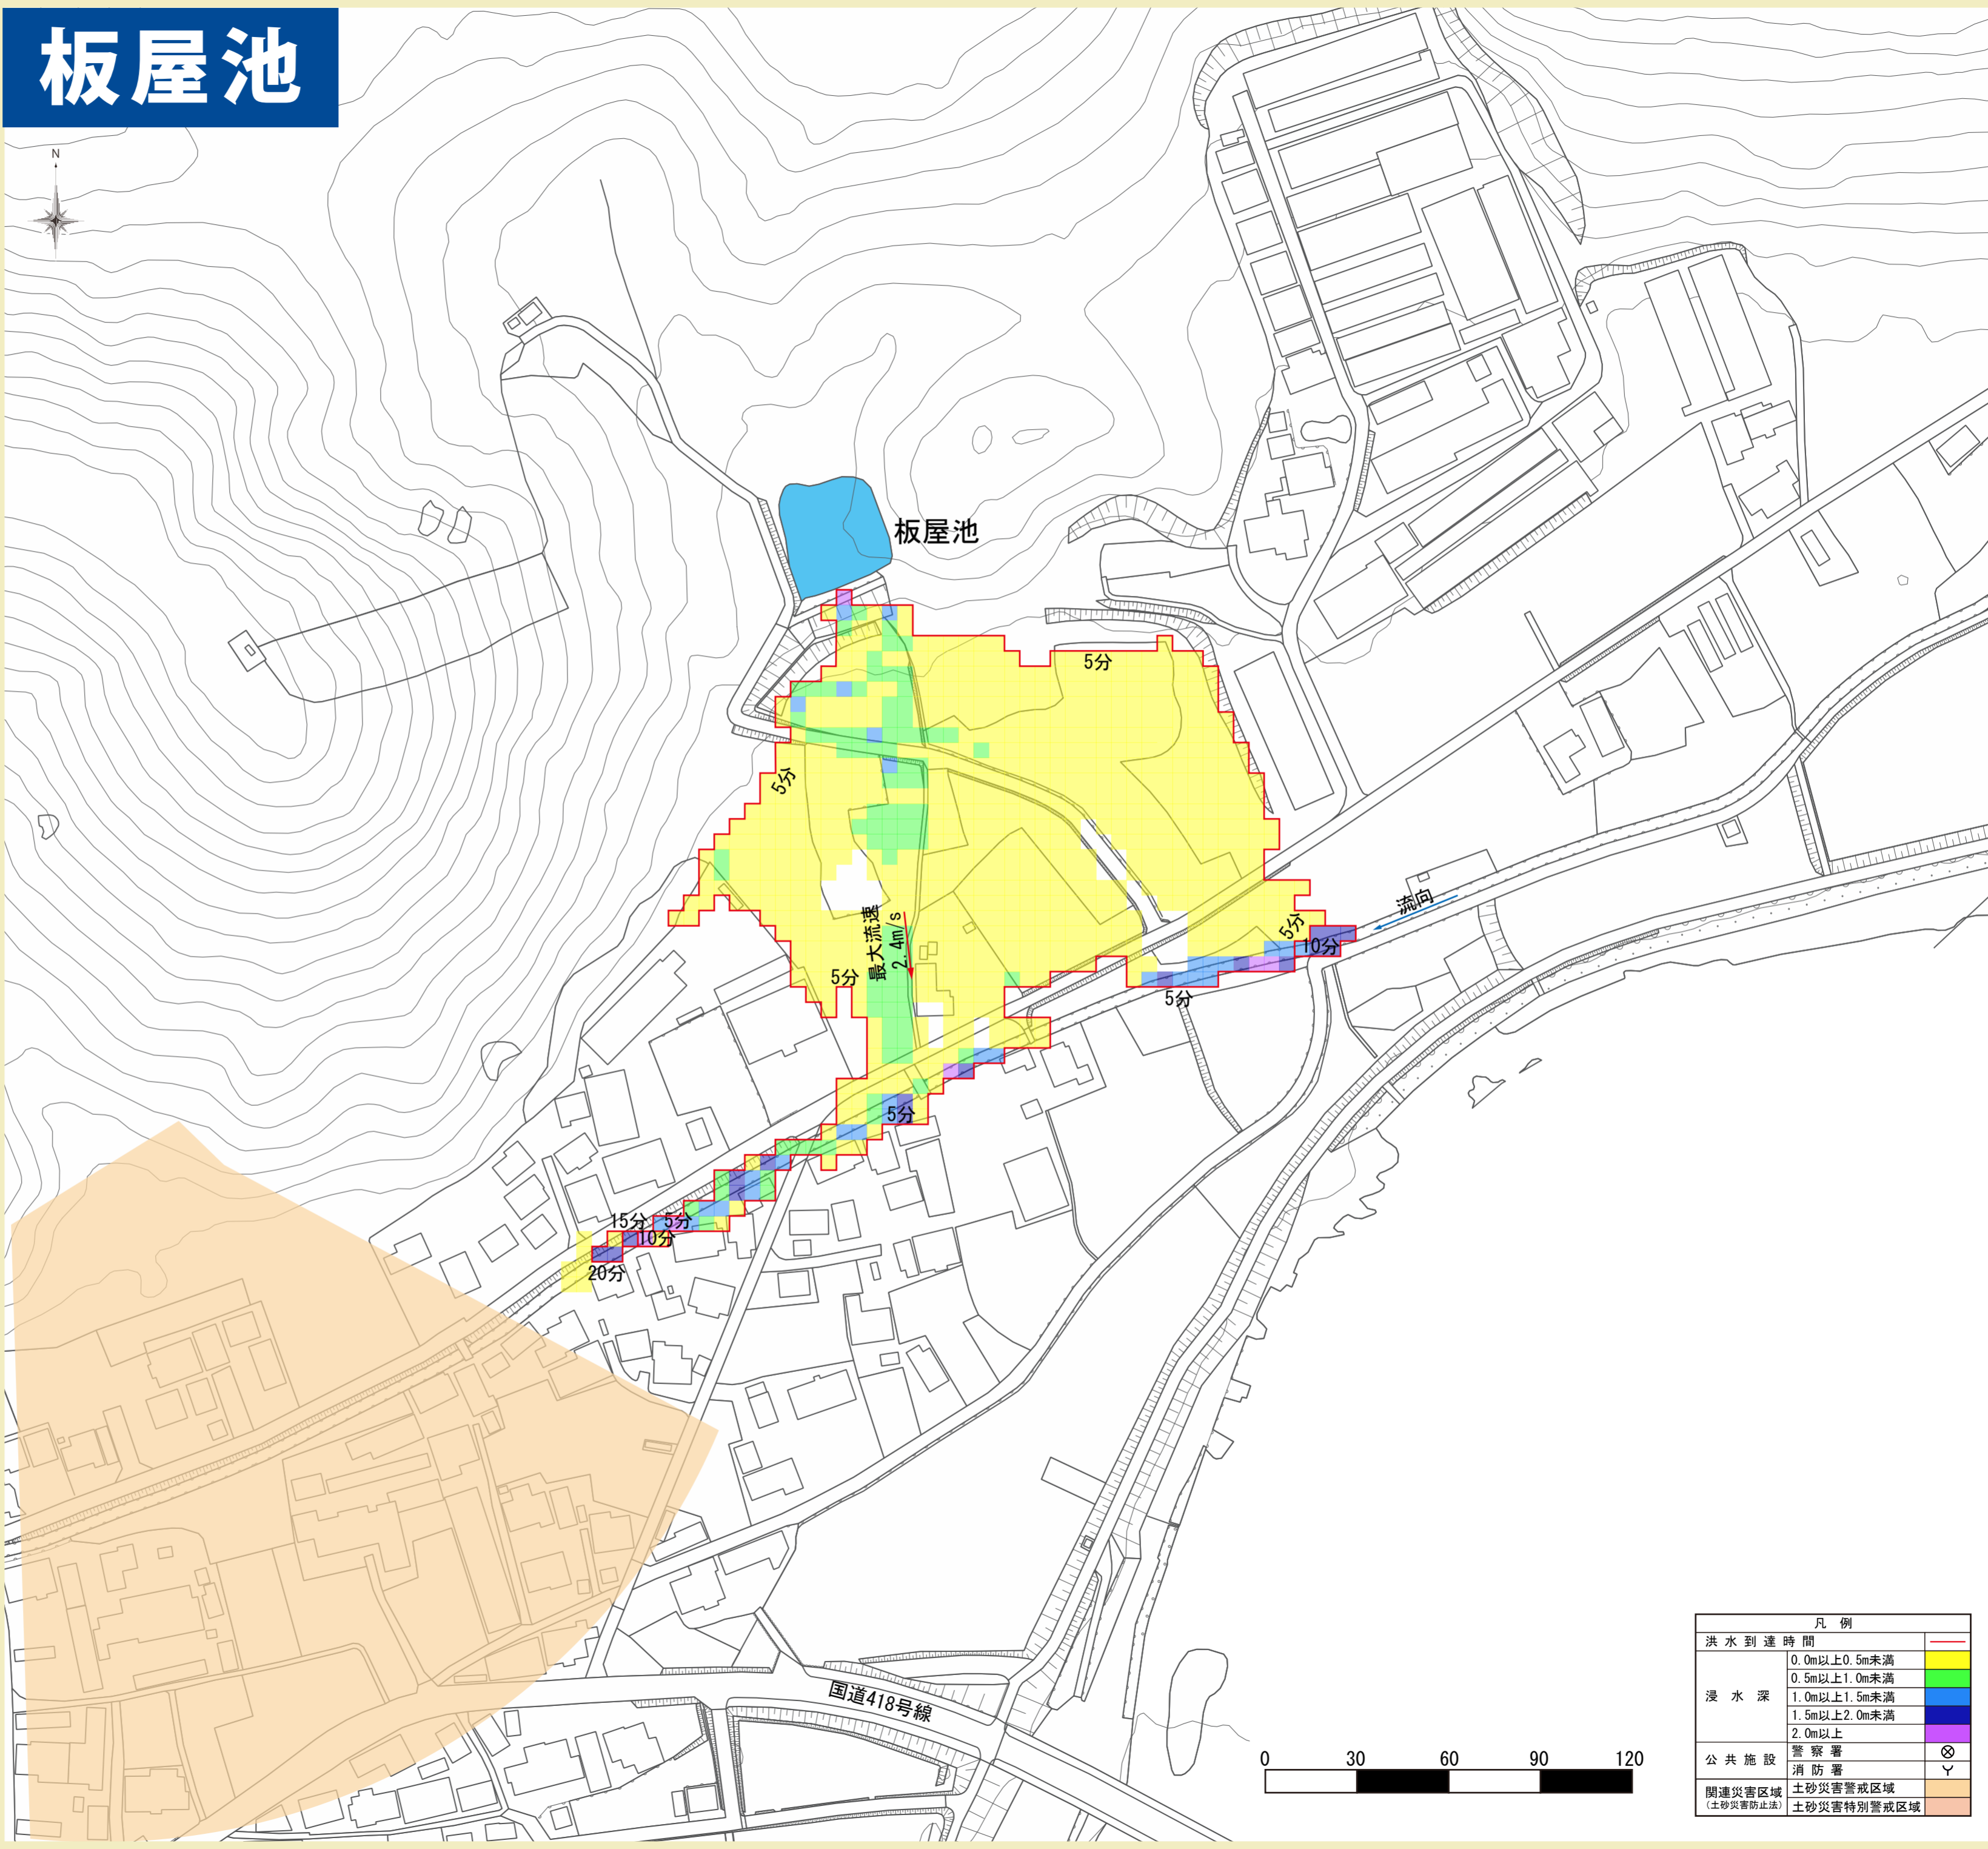 板屋池
N
板屋池
5分
5分
最大流速
2.4m/s
5分
流向
5分
10分
5分
5分
15分
5分
10分
20分
国道418号線
0 30 60 90 120
凡 例
洪水到達時間
浸 水 深
0.0m以上0.5m未満
0.5m以上1.0m未満
1.0m以上1.5m未満
1.5m以上2.0m未満
2.0m以上
公共施設
警察署
消防署
関連災害区域
(土砂災害防止法)
土砂災害警戒区域
土砂災害特別警戒区域